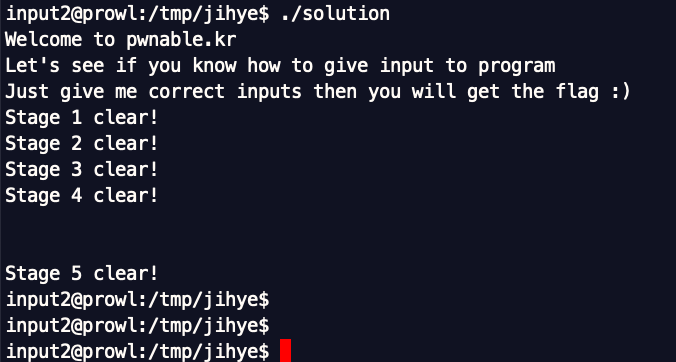 input2@prowl:/tmp/jihye$ ./solution
Welcome to pwnable.kr
Let's see if you know how to give input to program
Just give me correct inputs then you will get the flag :)
Stage 1 clear!
Stage 2 clear!
Stage 3 clear!
Stage 4 clear!
Stage 5 clear!
input2@prowl:/tmp/jihye$
input2@prowl:/tmp/jihye$
input2@prowl:/tmp/jihye$